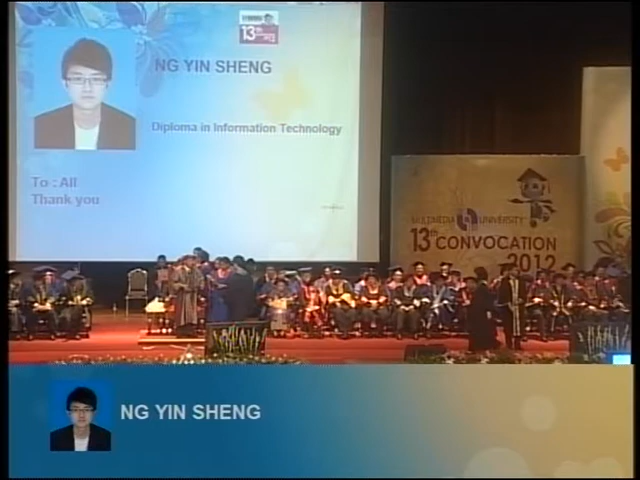 13th
NG YIN SHENG
Diploma in Information Technology
To : All
Thank you
MULTIMEDIA UNIVERSITY
13th CONVOCATION
2012
NG YIN SHENG